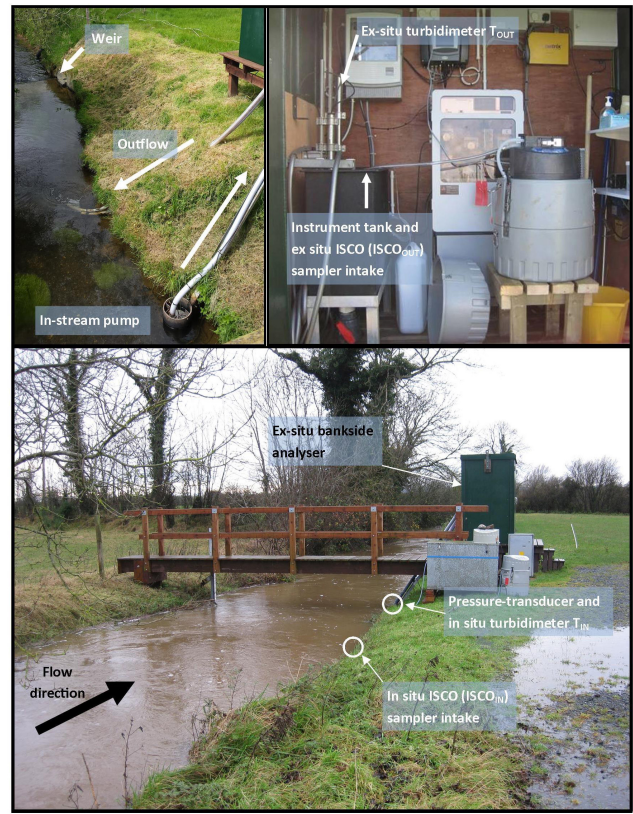 Weir
Outflow
In-stream pump
Ex-situ turbidimeter TOUT
Instrument tank and
ex situ ISCO (ISCOOUT)
sampler intake
Ex-situ bankside
analyser
Pressure-transducer and
in situ turbidimeter TIN
Flow
direction
In situ ISCO (ISCOIN)
sampler intake